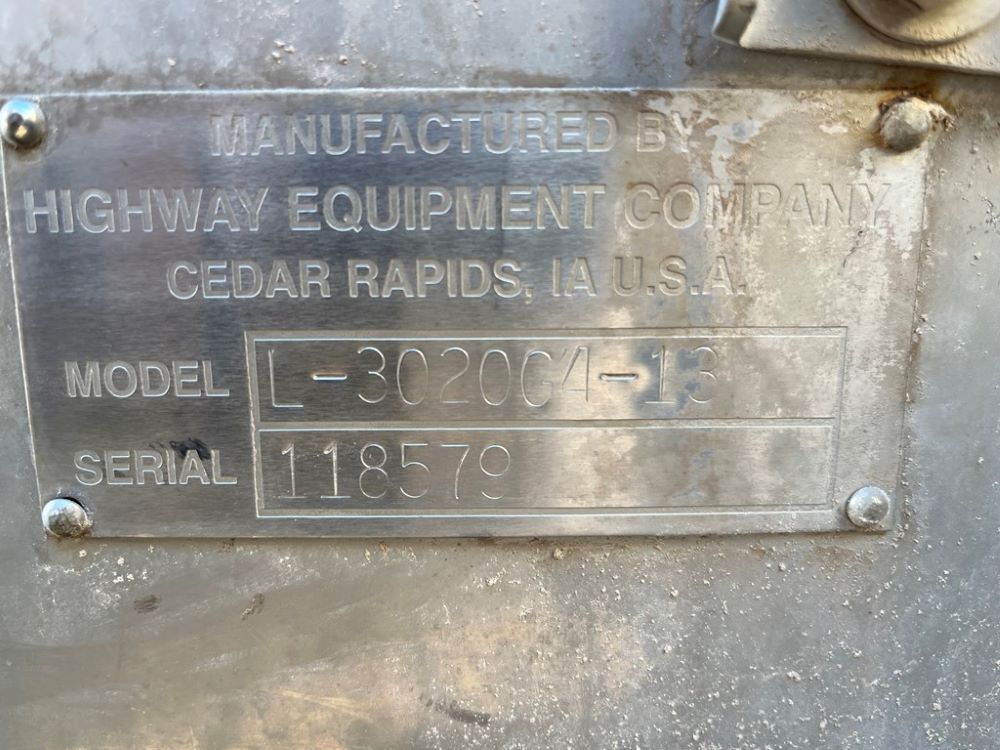 MANUFACTURED BY
HIGHWAY EQUIPMENT COMPANY
CEDAR RAPIDS, IA U.S.A.
MODEL L-3020G4-13
SERIAL 118579